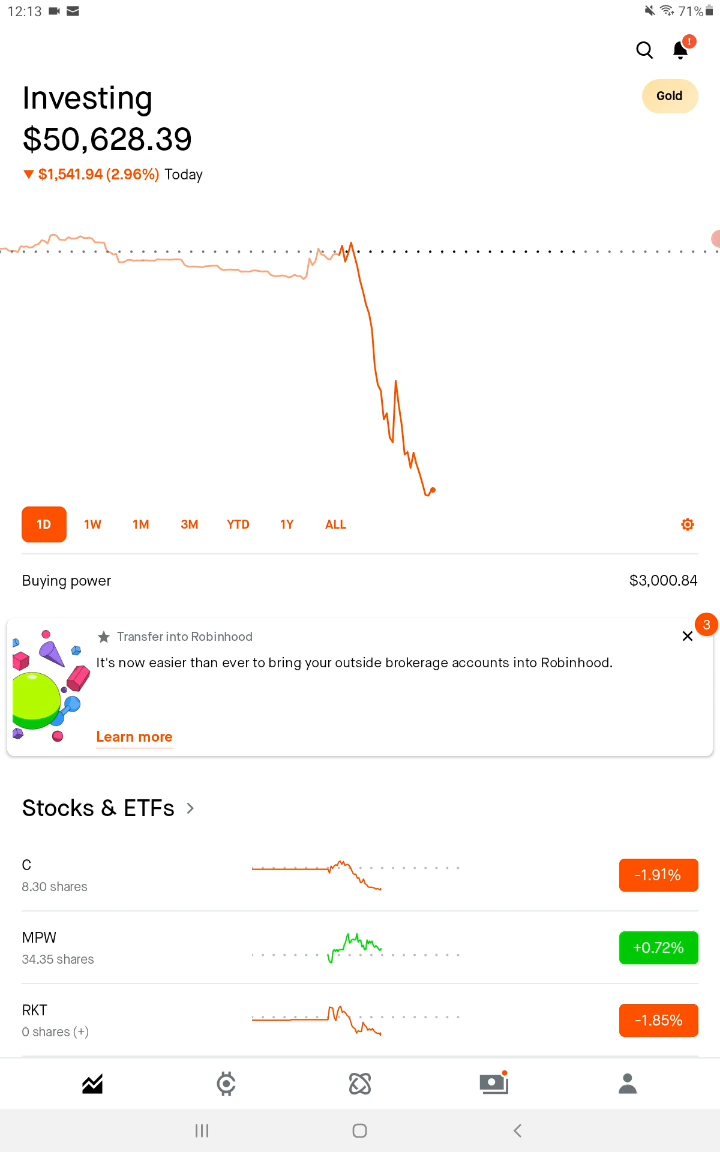 12:13
71%
!
Investing
Gold
$50,628.39
▼ $1,541.94 (2.96%) Today
1D 1W 1M 3M YTD 1Y ALL
Buying power $3,000.84
3
★ Transfer into Robinhood
It's now easier than ever to bring your outside brokerage accounts into Robinhood.
Learn more
Stocks & ETFs >
C
8.30 shares
-1.91%
MPW
34.35 shares
+0.72%
RKT
0 shares (+)
-1.85%